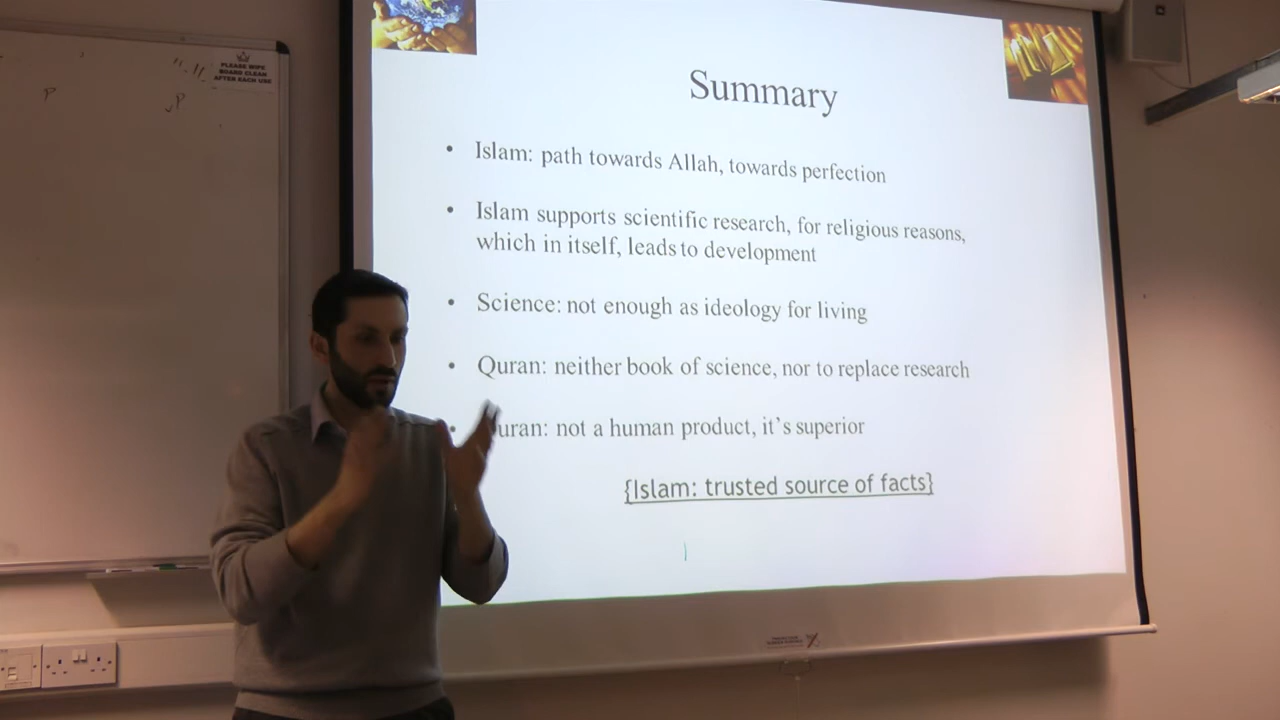 PLEASE WIPE
BOARD CLEAN
AFTER EACH USE
Summary
• Islam: path towards Allah, towards perfection
• Islam supports scientific research, for religious reasons,
which in itself, leads to development
• Science: not enough as ideology for living
• Quran: neither book of science, nor to replace research
• uran: not a human product, it's superior
{Islam: trusted source of facts}